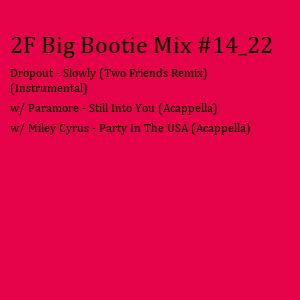 2F Big Bootie Mix #14_22
Dropout - Slowly (Two Friends Remix)
(Instrumental)
w/ Paramore - Still Into You (Acappella)
w/ Miley Cyrus - Party In The USA (Acappella)